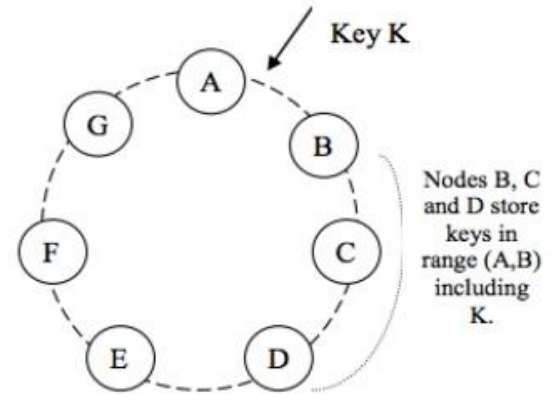 Key K
A
G
B
Nodes B, C
and D store
keys in
range (A,B)
including
K.
F
C
E
D